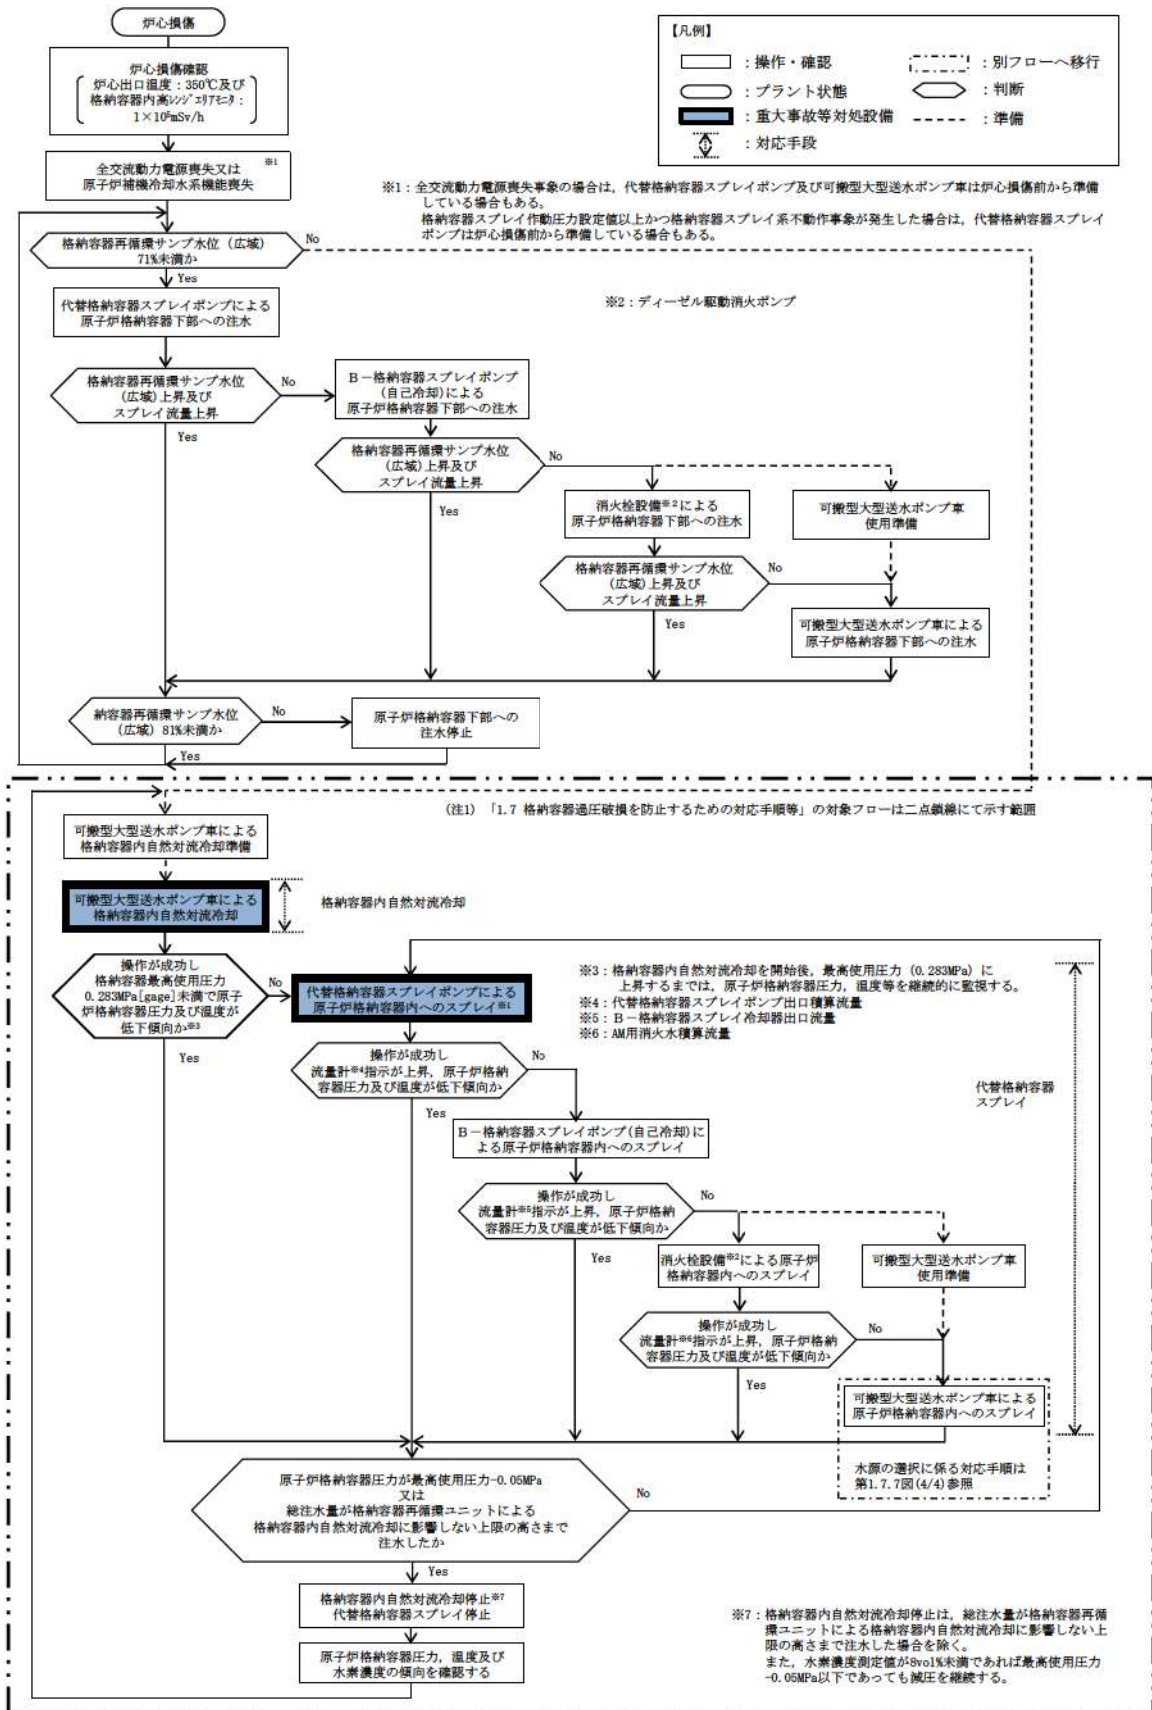 炉心損傷
炉心損傷確認
炉心出口温度：350℃及び
格納容器内高ﾚﾝｼﾞｴﾘｱﾓﾆﾀ：
1×10⁵mSv/h
全交流動力電源喪失又は ※1
原子炉補機冷却水系機能喪失
【凡例】
：操作・確認
：別フローへ移行
：プラント状態
：判断
：重大事故等対処設備
：準備
：対応手段
※1：全交流動力電源喪失事象の場合は，代替格納容器スプレイポンプ及び可搬型大型送水ポンプ車は炉心損傷前から準備
している場合もある。
格納容器スプレイ作動圧力設定値以上かつ格納容器スプレイ系不動作事象が発生した場合は，代替格納容器スプレイ
ポンプは炉心損傷前から準備している場合もある。
格納容器再循環サンプ水位（広域）
71%未満か
No
Yes
代替格納容器スプレイポンプによる
原子炉格納容器下部への注水
※2：ディーゼル駆動消火ポンプ
格納容器再循環サンプ水位
(広域)上昇及び
スプレイ流量上昇
No
Yes
B－格納容器スプレイポンプ
(自己冷却)による
原子炉格納容器下部への注水
格納容器再循環サンプ水位
(広域)上昇及び
スプレイ流量上昇
No
Yes
消火栓設備※2による
原子炉格納容器下部への注水
可搬型大型送水ポンプ車
使用準備
格納容器再循環サンプ水位
(広域)上昇及び
スプレイ流量上昇
No
Yes
可搬型大型送水ポンプ車による
原子炉格納容器下部への注水
納容器再循環サンプ水位
(広域) 81%未満か
No
Yes
原子炉格納容器下部への
注水停止
(注1) 「1.7 格納容器過圧破損を防止するための対応手順等」の対象フローは二点鎖線にて示す範囲
可搬型大型送水ポンプ車による
格納容器内自然対流冷却準備
可搬型大型送水ポンプ車による
格納容器内自然対流冷却
格納容器内自然対流冷却
操作が成功し
格納容器最高使用圧力
0.283MPa[gage]未満で原子
炉格納容器圧力及び温度が
低下傾向か※3
No
Yes
代替格納容器スプレイポンプによる
原子炉格納容器内へのスプレイ※1
※3：格納容器内自然対流冷却を開始後，最高使用圧力（0.283MPa）に
上昇するまでは，原子炉格納容器圧力，温度等を継続的に監視する。
※4：代替格納容器スプレイポンプ出口積算流量
※5：B－格納容器スプレイ冷却器出口流量
※6：AM用消火水積算流量
操作が成功し
流量計※4指示が上昇，原子炉格納
容器圧力及び温度が低下傾向か
No
Yes
代替格納容器
スプレイ
B－格納容器スプレイポンプ(自己冷却)に
よる原子炉格納容器内へのスプレイ
操作が成功し
流量計※5指示が上昇，原子炉格納
容器圧力及び温度が低下傾向か
No
Yes
消火栓設備※2による原子炉
格納容器内へのスプレイ
可搬型大型送水ポンプ車
使用準備
操作が成功し
流量計※6指示が上昇，原子炉格納
容器圧力及び温度が低下傾向か
No
Yes
可搬型大型送水ポンプ車による
原子炉格納容器内へのスプレイ
水源の選択に係る対応手順は
第1.7.7図(4/4)参照
原子炉格納容器圧力が最高使用圧力-0.05MPa
又は
総注水量が格納容器再循環ユニットによる
格納容器内自然対流冷却に影響しない上限の高さまで
注水したか
No
Yes
格納容器内自然対流冷却停止※7
代替格納容器スプレイ停止
原子炉格納容器圧力，温度及び
水素濃度の傾向を確認する
※7：格納容器内自然対流冷却停止は，総注水量が格納容器再循
環ユニットによる格納容器内自然対流冷却に影響しない上
限の高さまで注水した場合を除く。
また，水素濃度測定値が8vol%未満であれば最高使用圧力
-0.05MPa以下であっても減圧を継続する。